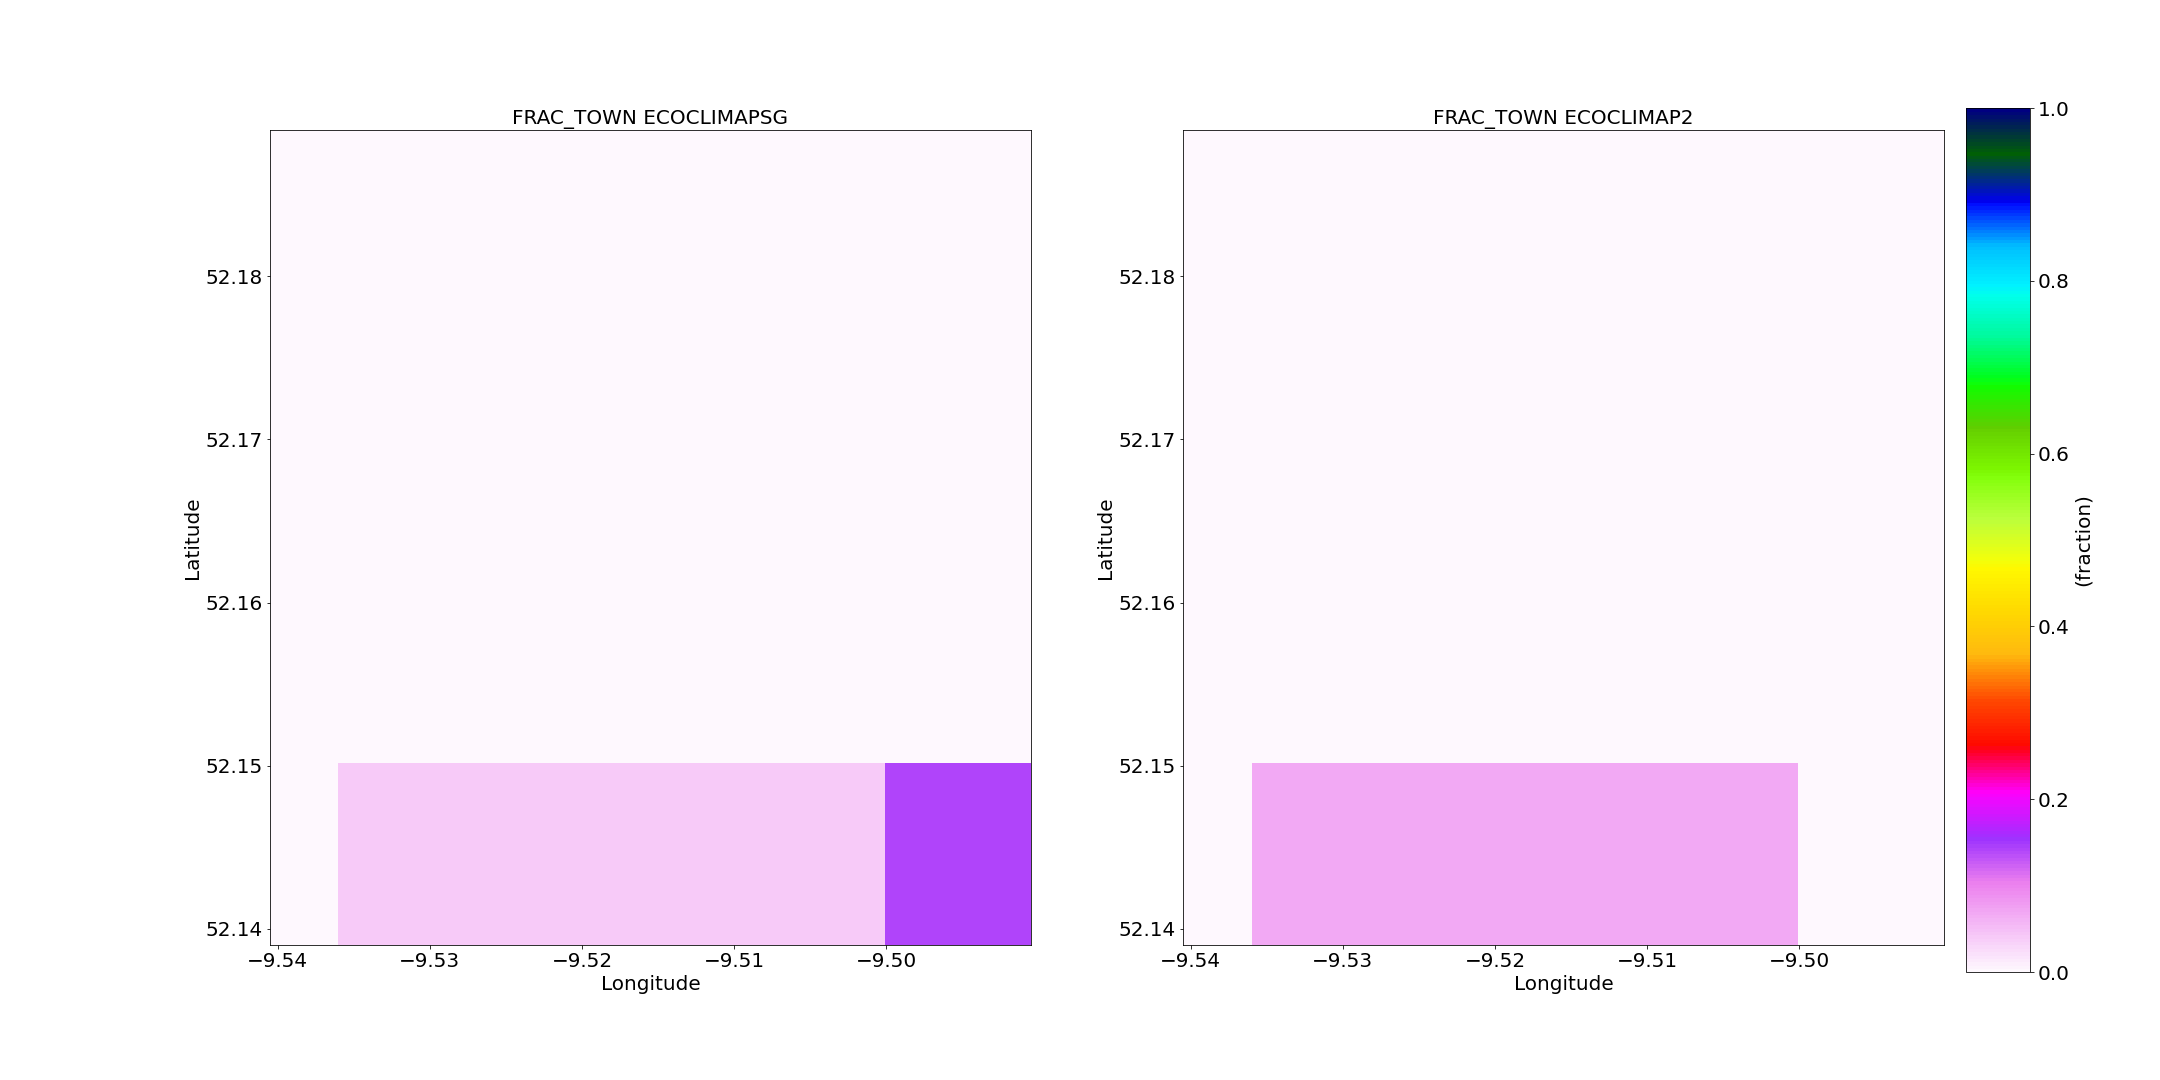 FRAC_TOWN ECOCLIMAPSG
52.18
52.17
52.16
52.15
52.14
Latitude
−9.54 −9.53 −9.52 −9.51 −9.50
Longitude
FRAC_TOWN ECOCLIMAP2
52.18
52.17
52.16
52.15
52.14
Latitude
−9.54 −9.53 −9.52 −9.51 −9.50
Longitude
1.0
0.8
0.6
0.4
0.2
0.0
(fraction)